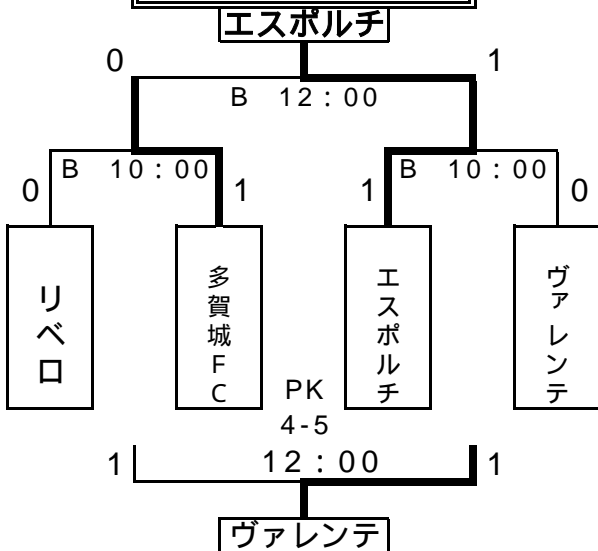 エスポルチ
0 1
B 12：00
B 10：00 B 10：00
0 1 1 0
リベロ
多賀城FC
エスポルチ
ヴァレンテ
PK
4-5
1 12：00 1
ヴァレンテ